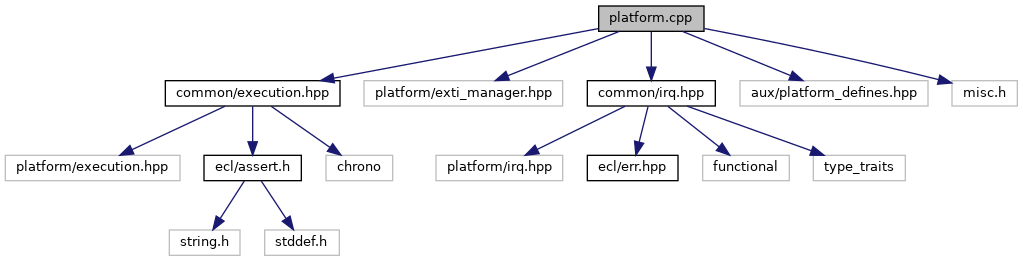 platform.cpp
common/execution.hpp
platform/exti_manager.hpp
common/irq.hpp
aux/platform_defines.hpp
misc.h
platform/execution.hpp
ecl/assert.h
chrono
platform/irq.hpp
ecl/err.hpp
functional
type_traits
string.h
stddef.h